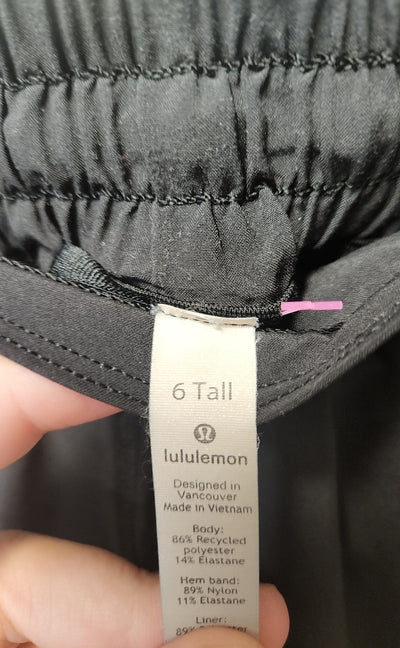 6 Tall
lululemon
Designed in
Vancouver
Made in Vietnam
Body:
86% Recycled
polyester
14% Elastane
Hem band:
89% Nylon
11% Elastane
Liner:
89%